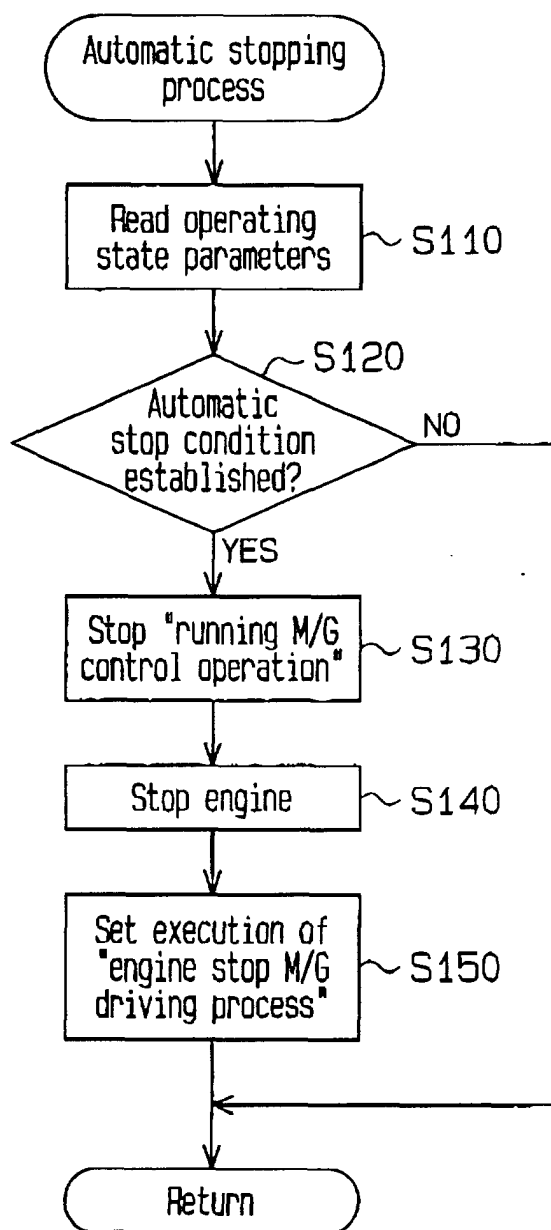 Automatic stopping
process
Read operating
state parameters
S110
S120
Automatic
stop condition
established?
NO
YES
Stop "running M/G
control operation"
S130
Stop engine
S140
Set execution of
"engine stop M/G
driving process"
S150
Return